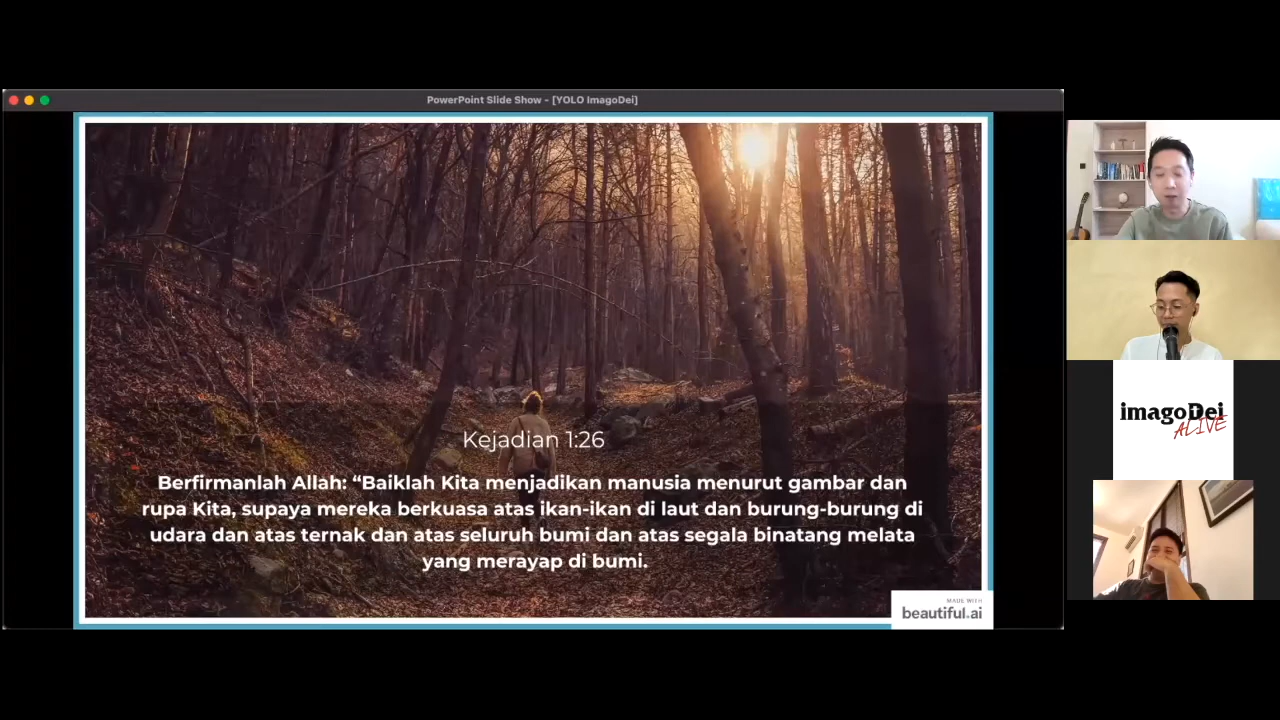 PowerPoint Slide Show - [YOLO ImagoDei]
Kejadian 1:26
Berfirmanlah Allah: “Baiklah Kita menjadikan manusia menurut gambar dan
rupa Kita, supaya mereka berkuasa atas ikan-ikan di laut dan burung-burung di
udara dan atas ternak dan atas seluruh bumi dan atas segala binatang melata
yang merayap di bumi.
MADE WITH
beautiful.ai
imagoDei
ALIVE